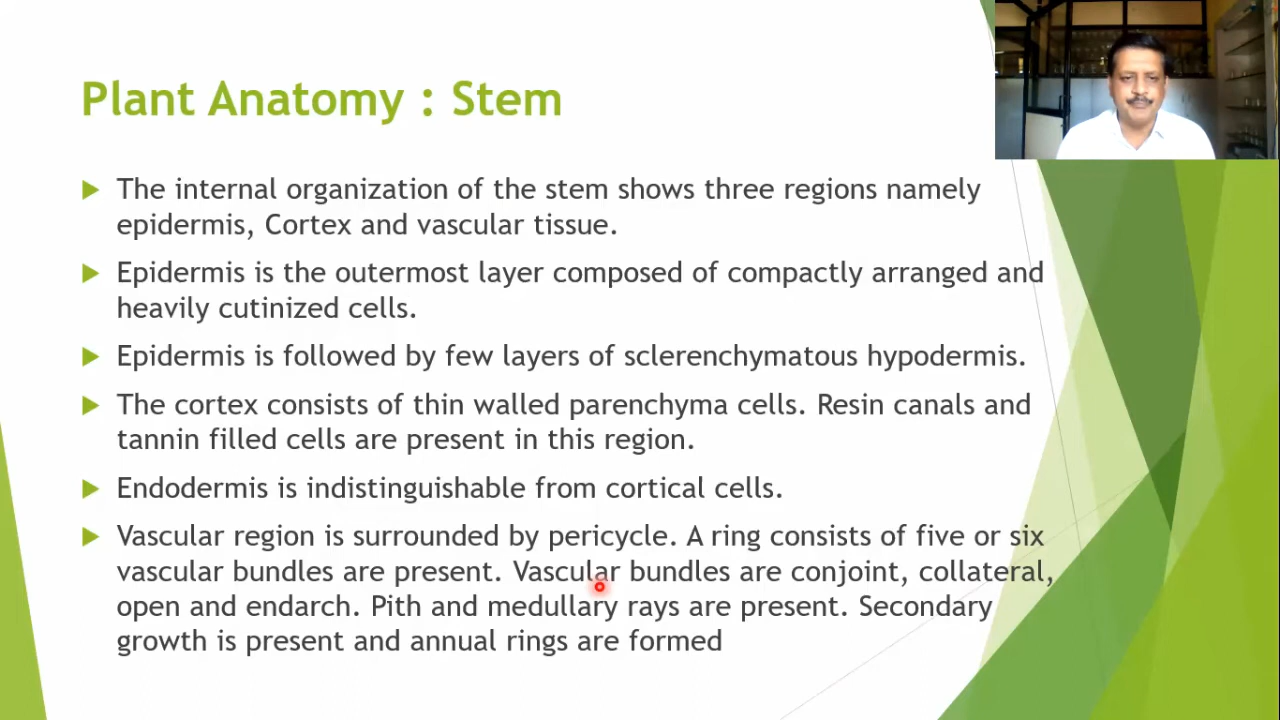 Plant Anatomy : Stem
The internal organization of the stem shows three regions namely
epidermis, Cortex and vascular tissue.
Epidermis is the outermost layer composed of compactly arranged and
heavily cutinized cells.
Epidermis is followed by few layers of sclerenchymatous hypodermis.
The cortex consists of thin walled parenchyma cells. Resin canals and
tannin filled cells are present in this region.
Endodermis is indistinguishable from cortical cells.
Vascular region is surrounded by pericycle. A ring consists of five or six
vascular bundles are present. Vascular bundles are conjoint, collateral,
open and endarch. Pith and medullary rays are present. Secondary
growth is present and annual rings are formed